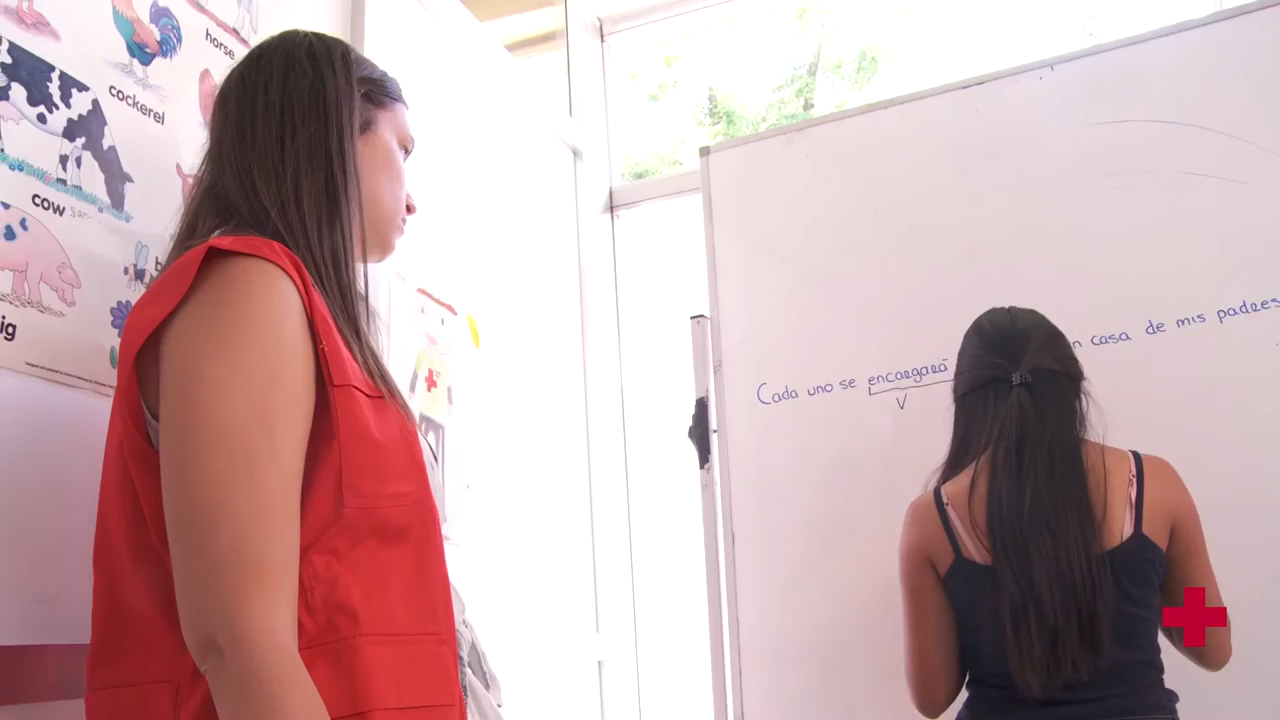 horse
cockerel
cow
ig
Cada uno se encargará
n casa de mis padres
V